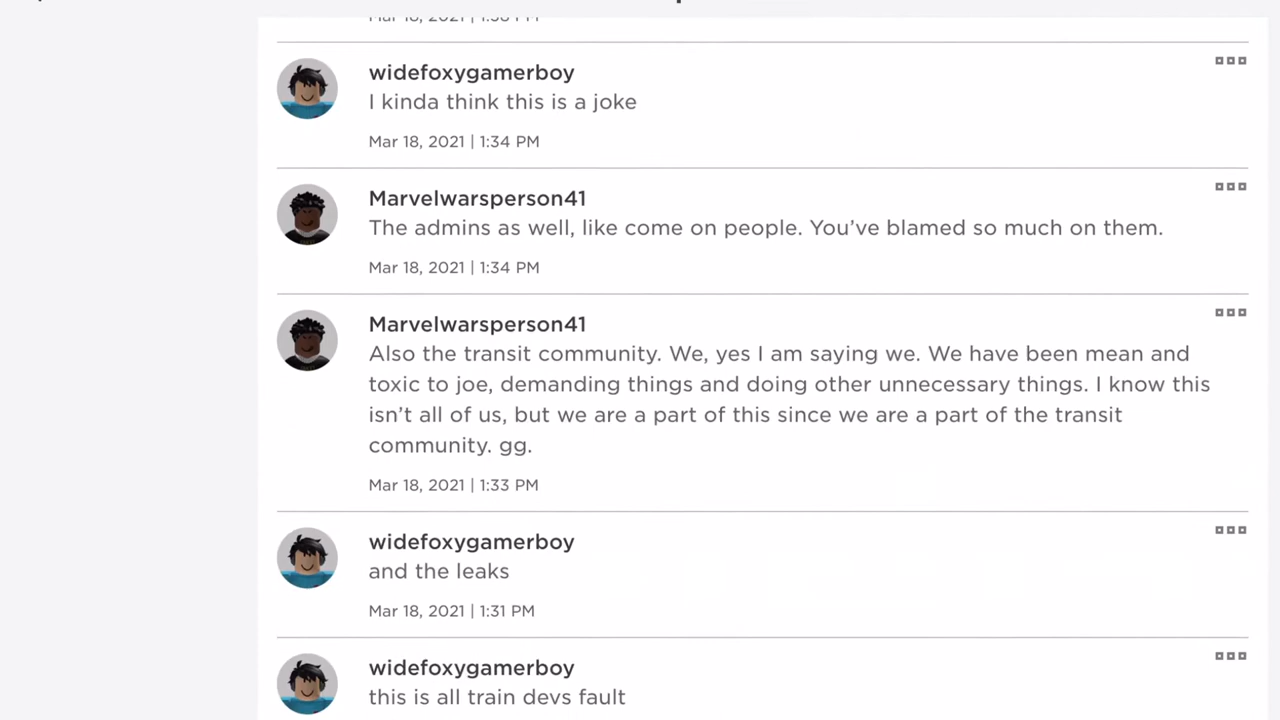 widefoxygamerboy
I kinda think this is a joke
Mar 18, 2021 | 1:34 PM
Marvelwarsperson41
The admins as well, like come on people. You’ve blamed so much on them.
Mar 18, 2021 | 1:34 PM
Marvelwarsperson41
Also the transit community. We, yes I am saying we. We have been mean and
toxic to joe, demanding things and doing other unnecessary things. I know this
isn’t all of us, but we are a part of this since we are a part of the transit
community. gg.
Mar 18, 2021 | 1:33 PM
widefoxygamerboy
and the leaks
Mar 18, 2021 | 1:31 PM
widefoxygamerboy
this is all train devs fault